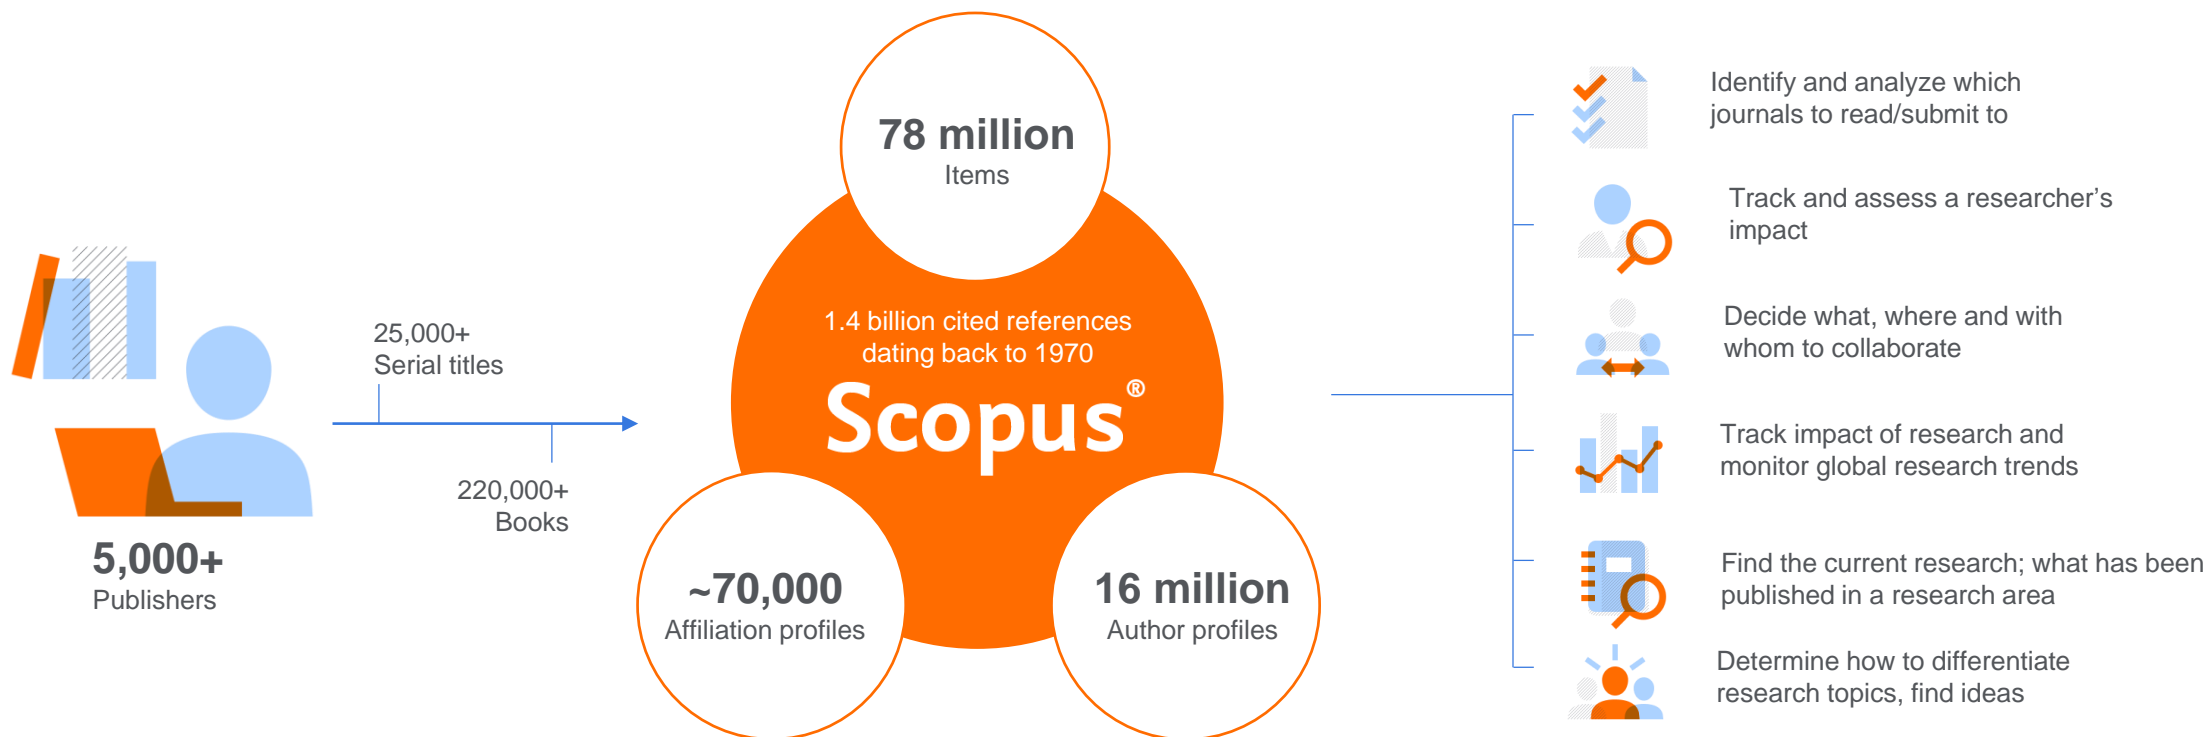 5,000+
Publishers
25,000+
Serial titles
220,000+
Books
78 million
Items
1.4 billion cited references
dating back to 1970
Scopus®
~70,000
Affiliation profiles
16 million
Author profiles
Identify and analyze which
journals to read/submit to
Track and assess a researcher’s
impact
Decide what, where and with
whom to collaborate
Track impact of research and
monitor global research trends
Find the current research; what has been
published in a research area
Determine how to differentiate
research topics, find ideas